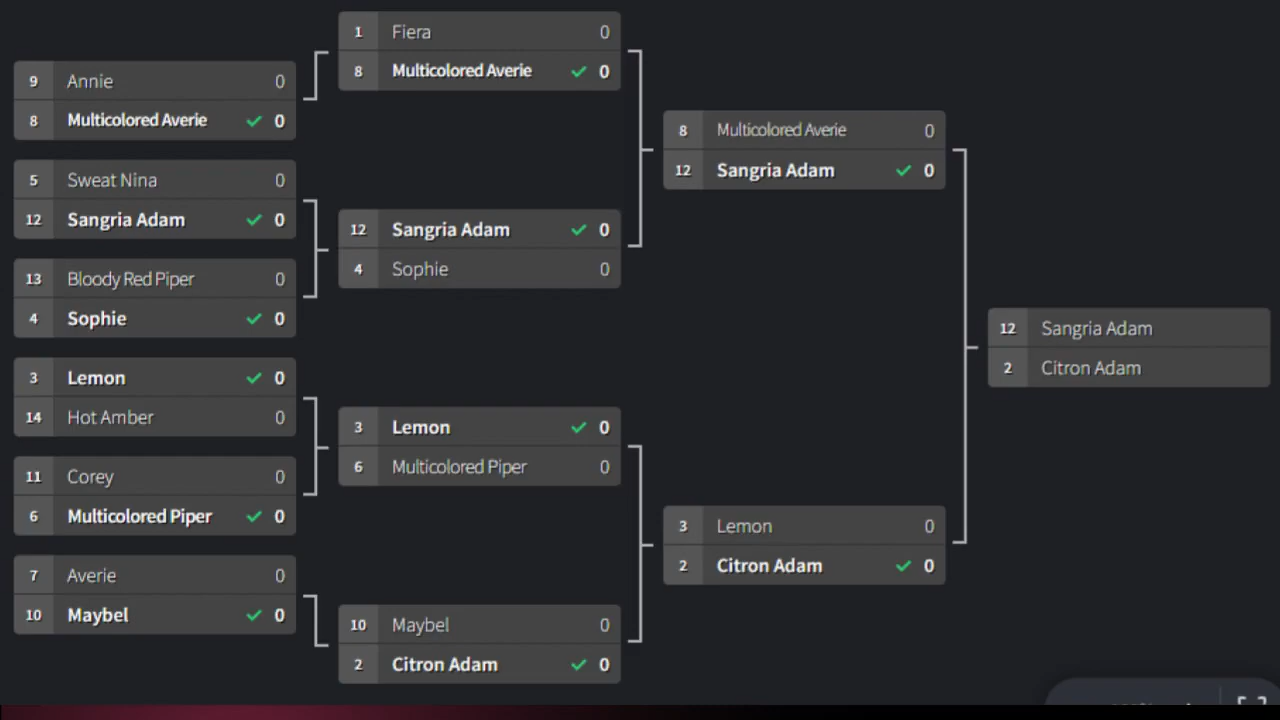 9 Annie 0
8 Multicolored Averie 0
5 Sweat Nina 0
12 Sangria Adam 0
13 Bloody Red Piper 0
4 Sophie 0
3 Lemon 0
14 Hot Amber 0
11 Corey 0
6 Multicolored Piper 0
7 Averie 0
10 Maybel 0
1 Fiera 0
8 Multicolored Averie 0
12 Sangria Adam 0
4 Sophie 0
3 Lemon 0
6 Multicolored Piper 0
10 Maybel 0
2 Citron Adam 0
8 Multicolored Averie 0
12 Sangria Adam 0
3 Lemon 0
2 Citron Adam 0
12 Sangria Adam
2 Citron Adam